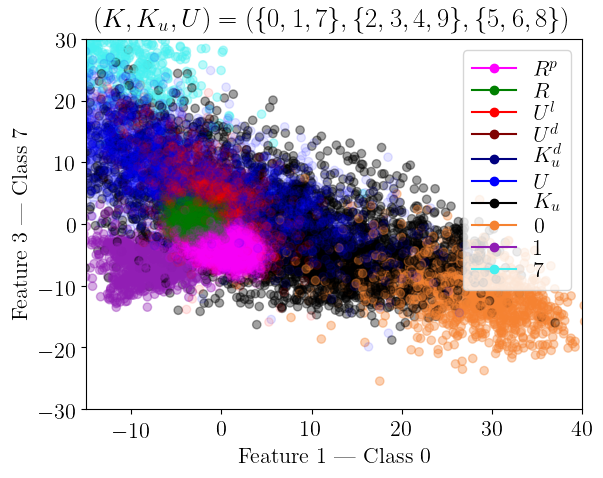 (K, K_u, U) = ({0, 1, 7}, {2, 3, 4, 9}, {5, 6, 8})
30
20
10
0
−10
−20
−30
Feature 3 — Class 7
R^p
R
U^l
U^d
K_u^d
U
K_u
0
1
7
−10
0
10
20
30
40
Feature 1 — Class 0